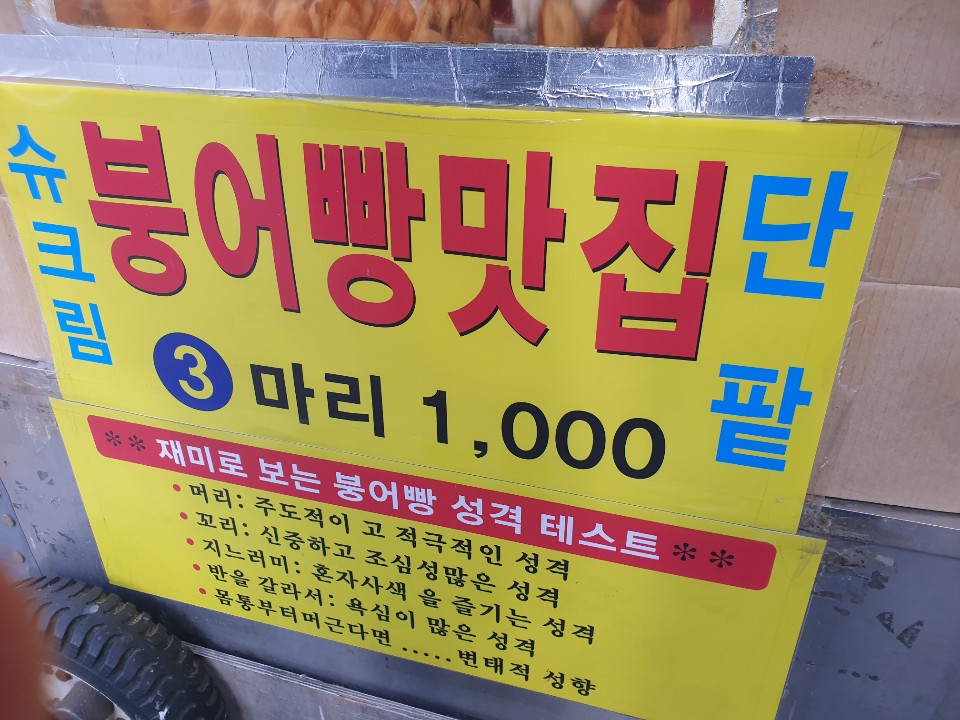 슈크림
붕어빵맛집
단팥
3 마리 1,000
** 재미로 보는 붕어빵 성격 테스트 **
• 머리: 주도적이 고 적극적인 성격
• 꼬리: 신중하고 조심성많은 성격
• 지느러미: 혼자사색 을 즐기는 성격
• 반을 갈라서: 욕심이 많은 성격
• 몸통부터머근다면 ..... 변태적 성향